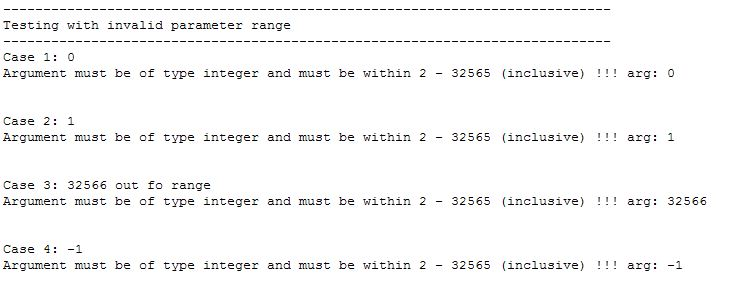 ----------------------------------------------------------------------------
Testing with invalid parameter range
----------------------------------------------------------------------------
Case 1: 0
Argument must be of type integer and must be within 2 - 32565 (inclusive) !!! arg: 0
Case 2: 1
Argument must be of type integer and must be within 2 - 32565 (inclusive) !!! arg: 1
Case 3: 32566 out fo range
Argument must be of type integer and must be within 2 - 32565 (inclusive) !!! arg: 32566
Case 4: -1
Argument must be of type integer and must be within 2 - 32565 (inclusive) !!! arg: -1